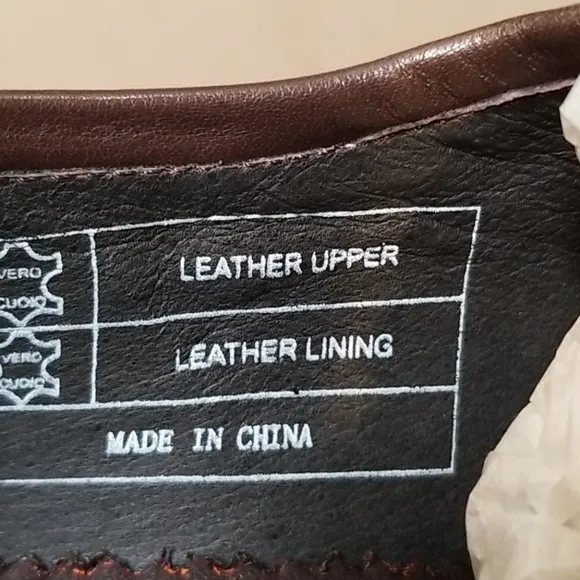 VERO
CUOIO
LEATHER UPPER
VERO
CUOIO
LEATHER LINING
MADE IN CHINA